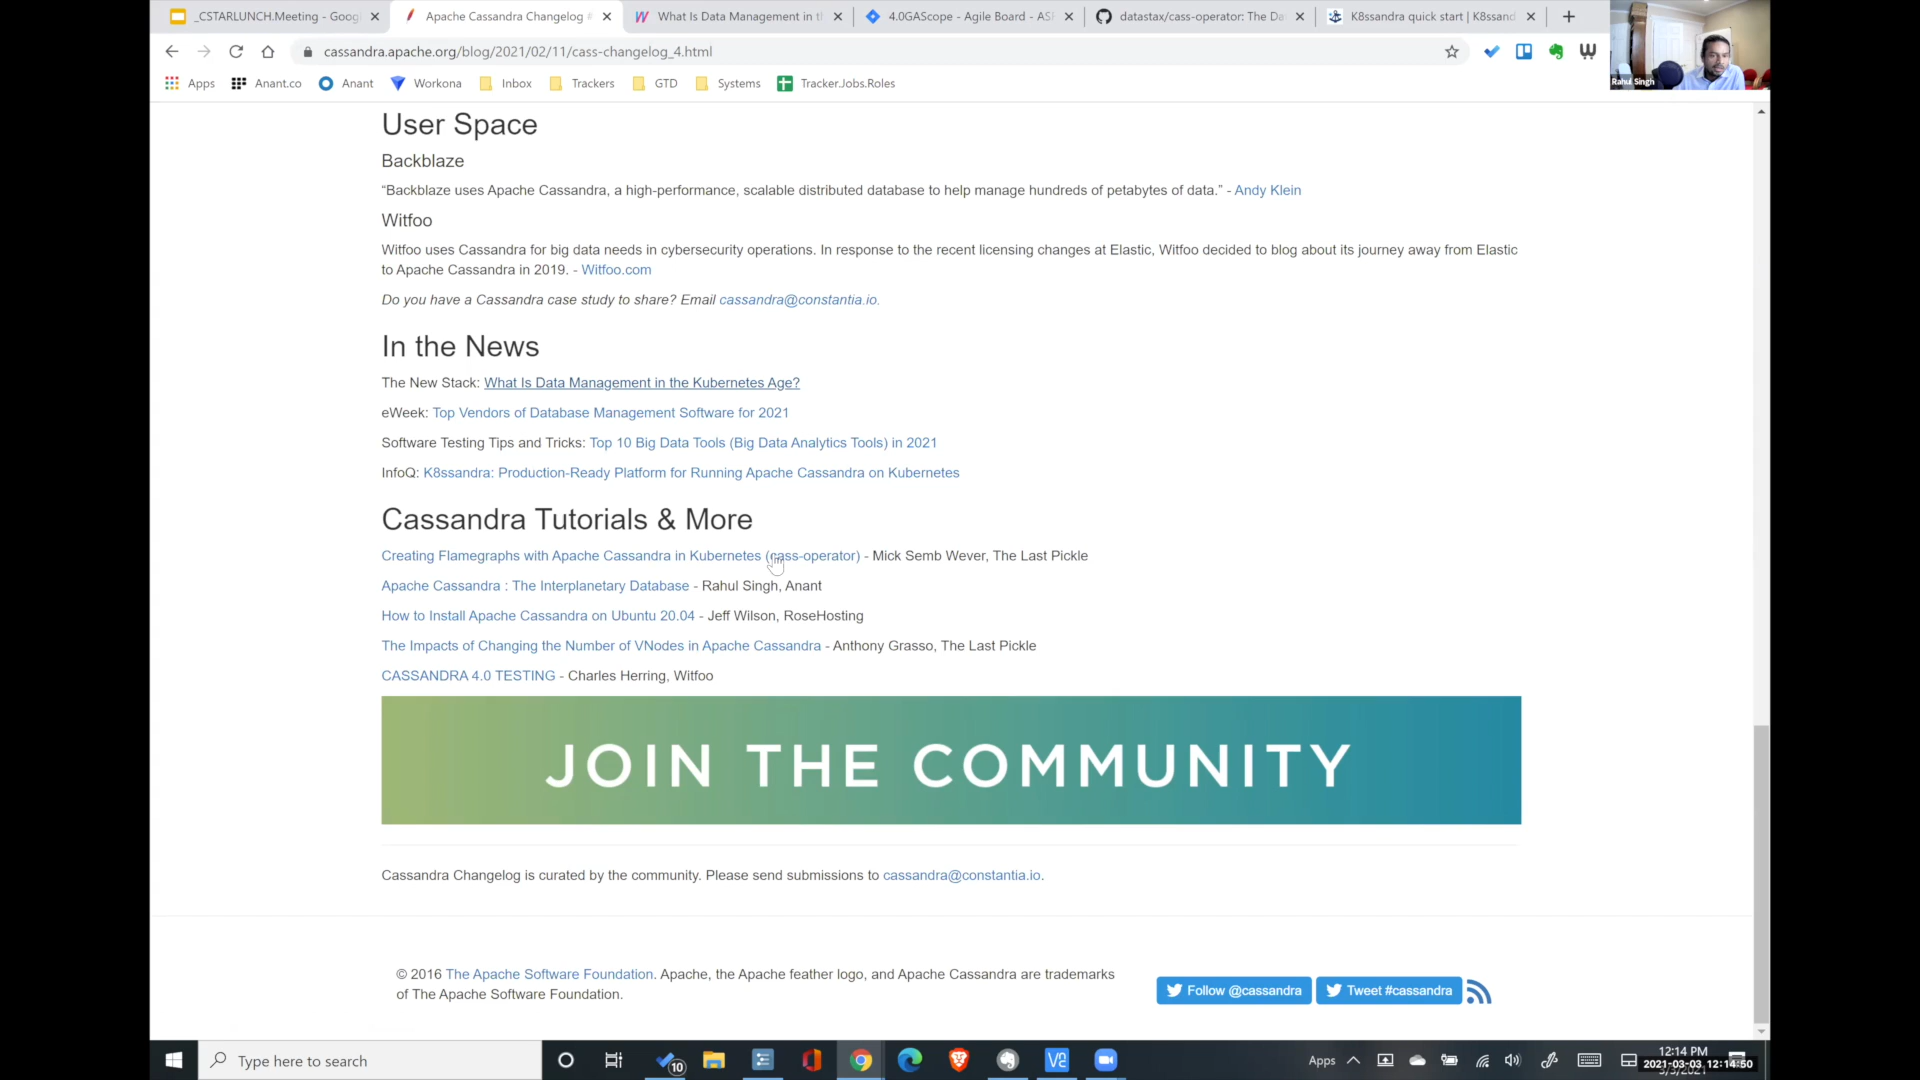 _CSTARLUNCH.Meeting - Goog
Apache Cassandra Changelog #
What Is Data Management in t
4.0GAScope - Agile Board - AS
datastax/cass-operator: The Da
K8ssandra quick start | K8ssand
cassandra.apache.org/blog/2021/02/11/cass-changelog_4.html
Apps
Anant.co
Anant
Workona
Inbox
Trackers
GTD
Systems
Tracker.Jobs.Roles
Rahul Singh
User Space
Backblaze
“Backblaze uses Apache Cassandra, a high-performance, scalable distributed database to help manage hundreds of petabytes of data.” - Andy Klein
Witfoo
Witfoo uses Cassandra for big data needs in cybersecurity operations. In response to the recent licensing changes at Elastic, Witfoo decided to blog about its journey away from Elastic
to Apache Cassandra in 2019. - Witfoo.com
Do you have a Cassandra case study to share? Email cassandra@constantia.io.
In the News
The New Stack: What Is Data Management in the Kubernetes Age?
eWeek: Top Vendors of Database Management Software for 2021
Software Testing Tips and Tricks: Top 10 Big Data Tools (Big Data Analytics Tools) in 2021
InfoQ: K8ssandra: Production-Ready Platform for Running Apache Cassandra on Kubernetes
Cassandra Tutorials & More
Creating Flamegraphs with Apache Cassandra in Kubernetes (cass-operator) - Mick Semb Wever, The Last Pickle
Apache Cassandra : The Interplanetary Database - Rahul Singh, Anant
How to Install Apache Cassandra on Ubuntu 20.04 - Jeff Wilson, RoseHosting
The Impacts of Changing the Number of VNodes in Apache Cassandra - Anthony Grasso, The Last Pickle
CASSANDRA 4.0 TESTING - Charles Herring, Witfoo
JOIN THE COMMUNITY
Cassandra Changelog is curated by the community. Please send submissions to cassandra@constantia.io.
© 2016 The Apache Software Foundation. Apache, the Apache feather logo, and Apache Cassandra are trademarks
of The Apache Software Foundation.
Follow @cassandra
Tweet #cassandra
Type here to search
10
Apps
12:14 PM
2021-03-03 12:14:50